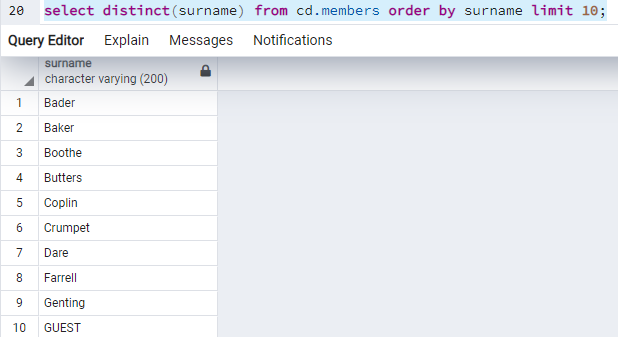 20 select distinct(surname) from cd.members order by surname limit 10;
Query Editor Explain Messages Notifications
surname
character varying (200)
1 Bader
2 Baker
3 Boothe
4 Butters
5 Coplin
6 Crumpet
7 Dare
8 Farrell
9 Genting
10 GUEST